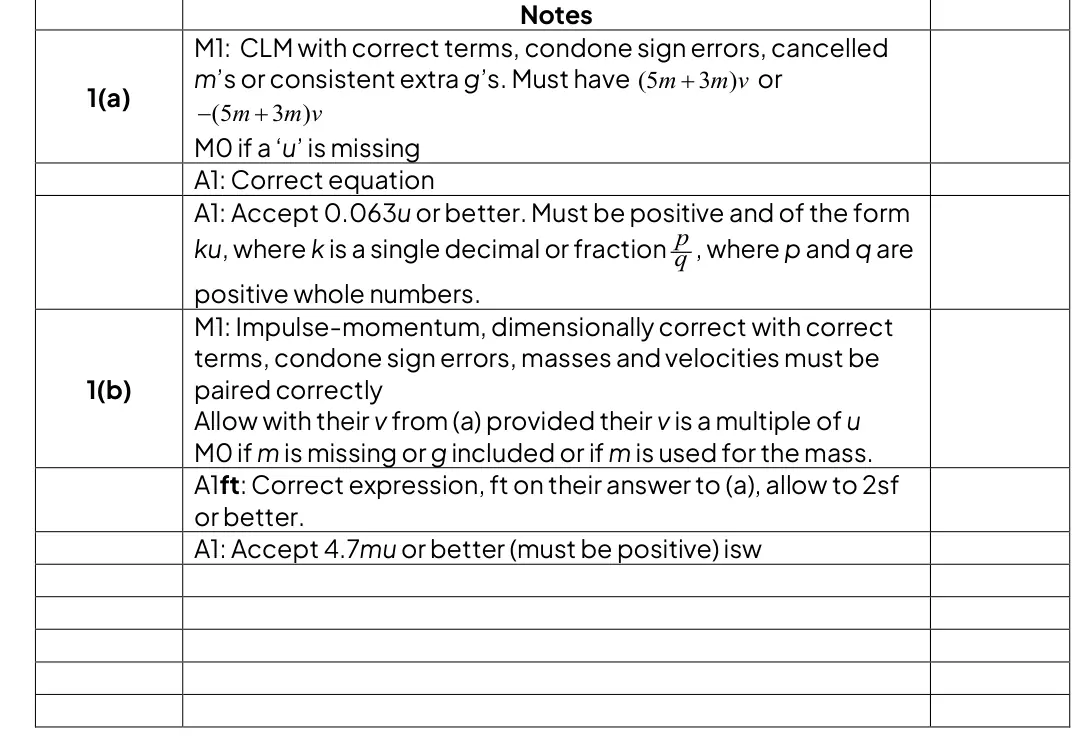 Notes
1(a)
M1: CLM with correct terms, condone sign errors, cancelled
m's or consistent extra g's. Must have (5m + 3m)v or
−(5m + 3m)v
M0 if a 'u' is missing
A1: Correct equation
A1: Accept 0.063u or better. Must be positive and of the form
ku, where k is a single decimal or fraction p/q, where p and q are
positive whole numbers.
1(b)
M1: Impulse-momentum, dimensionally correct with correct
terms, condone sign errors, masses and velocities must be
paired correctly
Allow with their v from (a) provided their v is a multiple of u
M0 if m is missing or g included or if m is used for the mass.
A1ft: Correct expression, ft on their answer to (a), allow to 2sf
or better.
A1: Accept 4.7mu or better (must be positive) isw